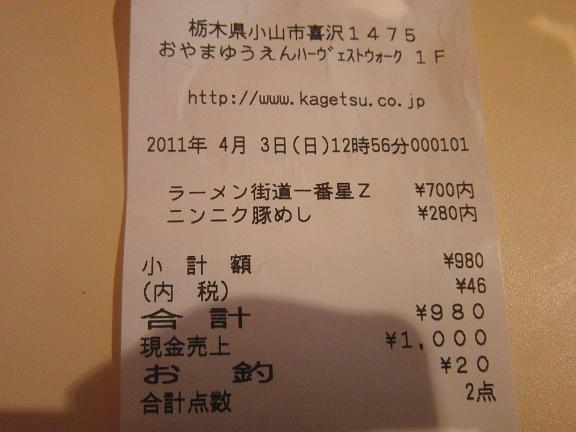 栃木県小山市喜沢１４７５
おやまゆうえんﾊｰｳﾞｪｽﾄｳｫｰｸ １Ｆ
http://www.kagetsu.co.jp
2011年 4月 3日(日)12時56分000101
ラーメン街道一番星Ｚ ¥700内
ニンニク豚めし ¥280内
小 計 額 ¥980
(内 税) ¥46
合 計 ¥９８０
現金売上 ¥１,０００
お 釣 ¥２０
合計点数 2点